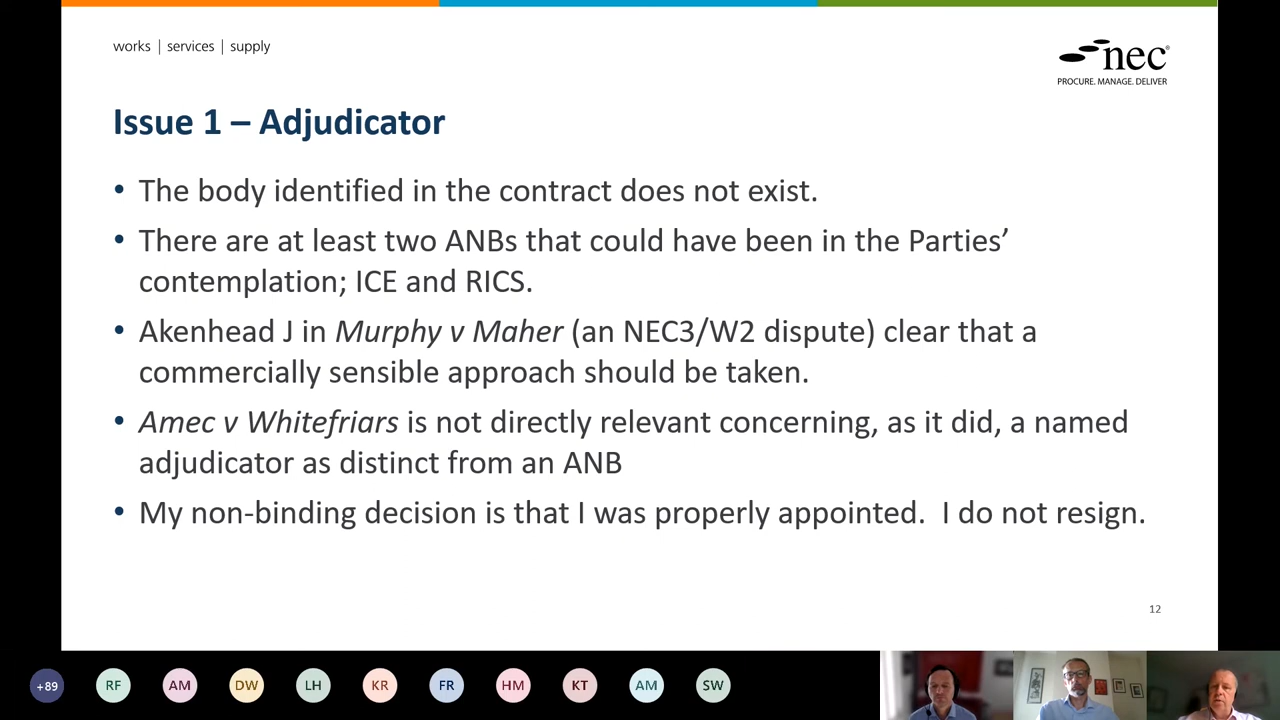 works | services | supply
nec
PROCURE. MANAGE. DELIVER
Issue 1 – Adjudicator
• The body identified in the contract does not exist.
• There are at least two ANBs that could have been in the Parties’
contemplation; ICE and RICS.
• Akenhead J in Murphy v Maher (an NEC3/W2 dispute) clear that a
commercially sensible approach should be taken.
• Amec v Whitefriars is not directly relevant concerning, as it did, a named
adjudicator as distinct from an ANB
• My non-binding decision is that I was properly appointed.  I do not resign.
12
+89 RF AM DW LH KR FR HM KT AM SW